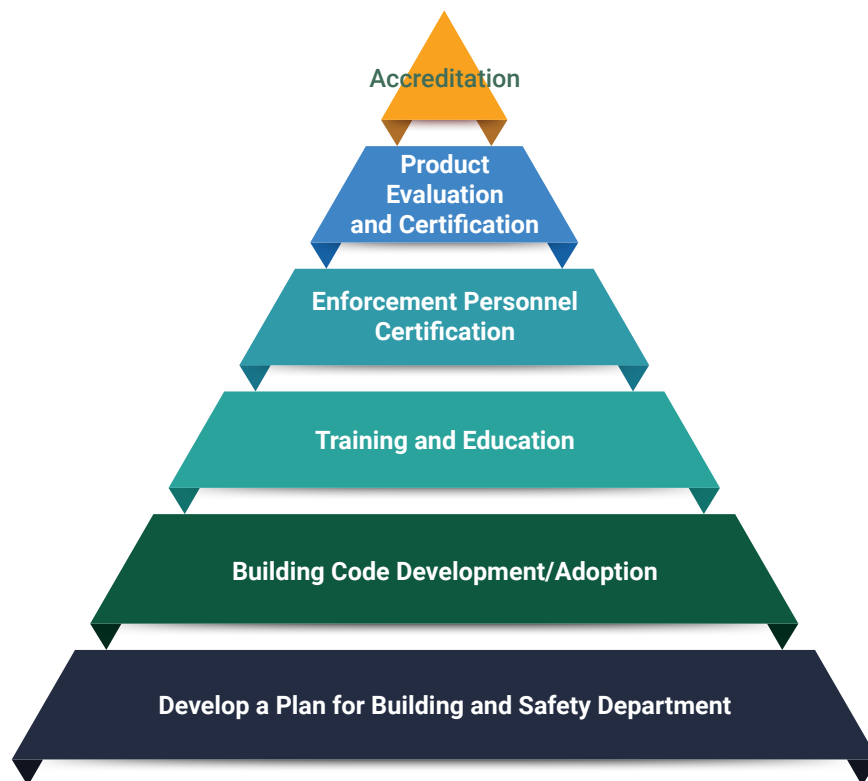 Accreditation
Product
Evaluation
and Certification
Enforcement Personnel
Certification
Training and Education
Building Code Development/Adoption
Develop a Plan for Building and Safety Department